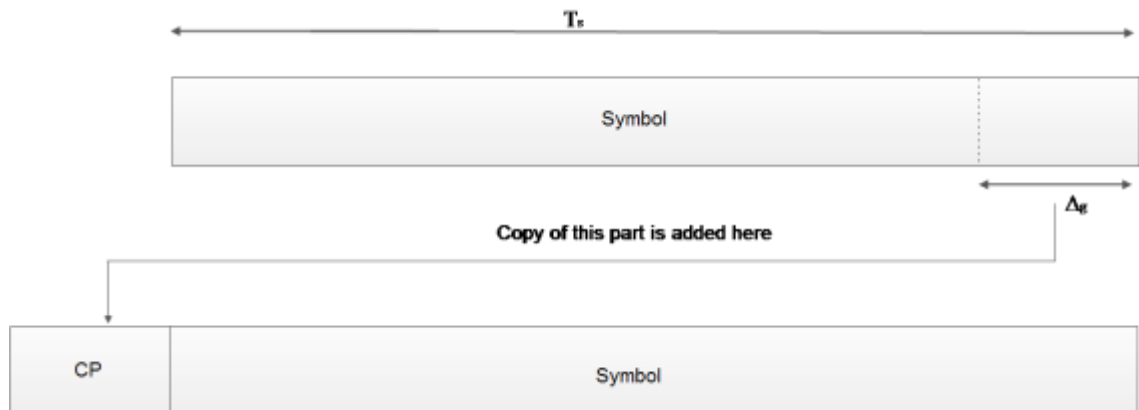 Ts
Symbol
Δg
Copy of this part is added here
CP
Symbol